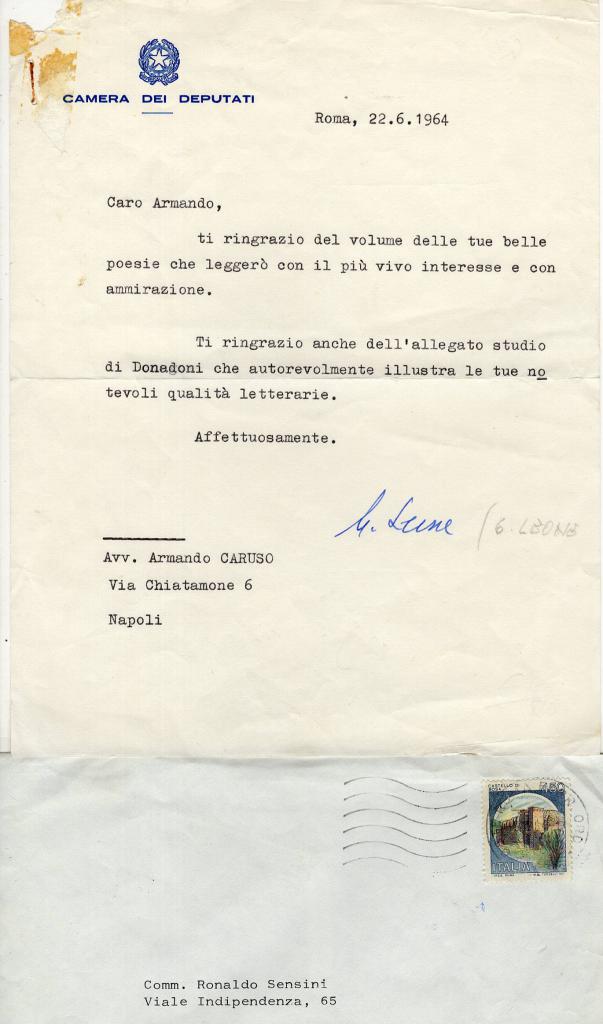 CAMERA DEI DEPUTATI
Roma, 22.6.1964
Caro Armando,
ti ringrazio del volume delle tue belle
poesie che leggerò con il più vivo interesse e con
ammirazione.
Ti ringrazio anche dell'allegato studio
di Donadoni che autorevolmente illustra le tue no
tevoli qualità letterarie.
Affettuosamente.
G. Leone / G. LEONE
Avv. Armando CARUSO
Via Chiatamone 6
Napoli
CASTELLO DI
ITALIA
Comm. Ronaldo Sensini
Viale Indipendenza, 65